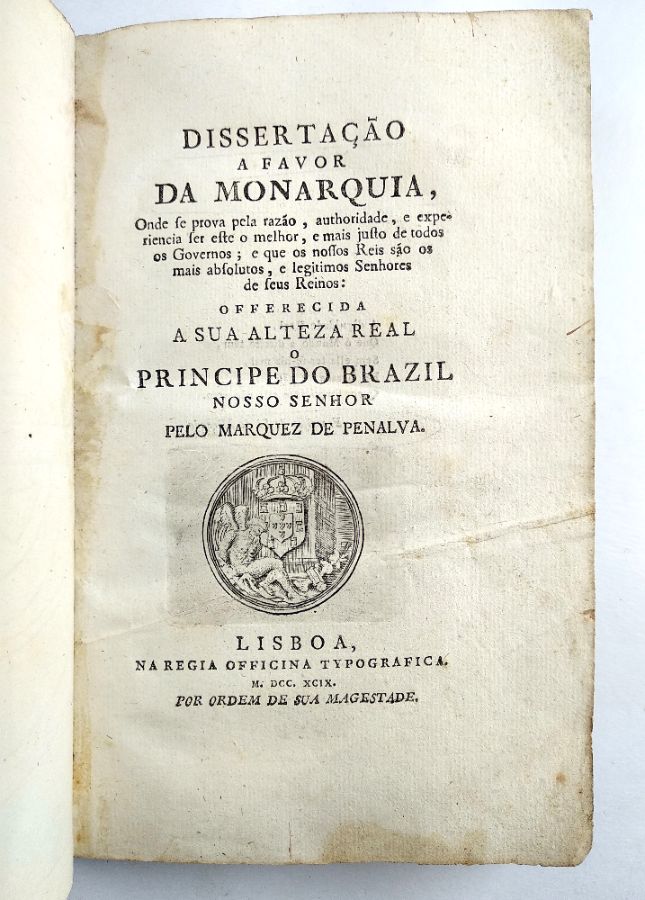 DISSERTAÇÃO
A FAVOR
DA MONARQUIA,
Onde ſe prova pela razão, authoridade, e expe-
riencia ſer eſte o melhor, e mais juſto de todos
os Governos; e que os noſſos Reis são os
mais abſolutos, e legitimos Senhores
de ſeus Reinos:
OFFERECIDA
A SUA ALTEZA REAL
O
PRINCIPE DO BRAZIL
NOSSO SENHOR
PELO MARQUEZ DE PENALVA.
LISBOA,
NA REGIA OFFICINA TYPOGRAFICA.
M. DCC. XCIX.
POR ORDEM DE SUA MAGESTADE.